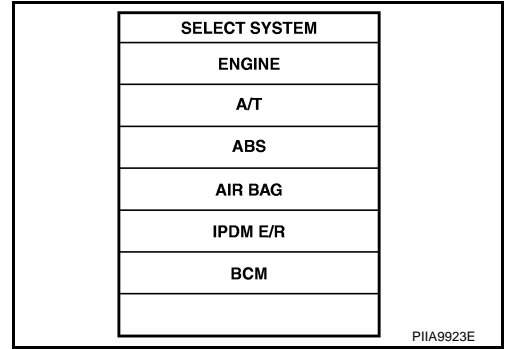 SELECT SYSTEM
ENGINE
A/T
ABS
AIR BAG
IPDM E/R
BCM
PIIA9923E